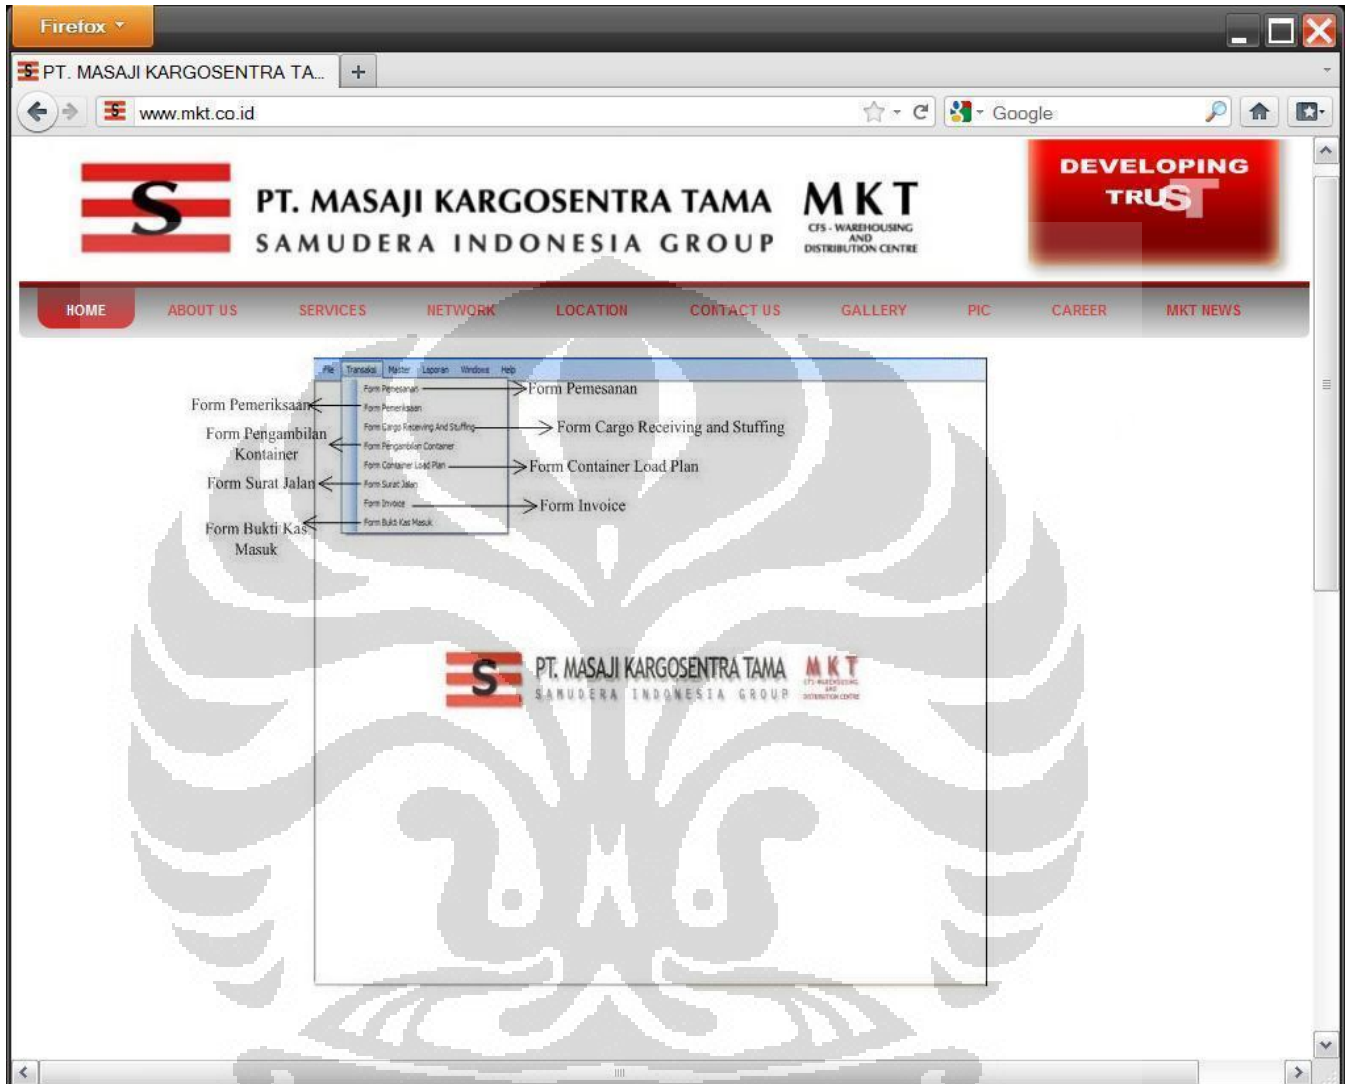 Firefox
PT. MASAJI KARGOSENTRA TA...
www.mkt.co.id
Google
S
PT. MASAJI KARGOSENTRA TAMA
SAMUDERA INDONESIA GROUP
MKT
CFS - WAREHOUSING
AND
DISTRIBUTION CENTRE
DEVELOPING
TRUST
HOME ABOUT US SERVICES NETWORK LOCATION CONTACT US GALLERY PIC CAREER MKT NEWS
File Transaksi Master Laporan Windows Help
Form Pemesanan
Form Pemesanan
Form Pemeriksaan
Form Pemeriksaan
Form Cargo Receiving And Stuffing
Form Cargo Receiving and Stuffing
Form Pengambilan
Kontainer
Form Pengambilan Container
Form Container Load Plan
Form Container Load Plan
Form Surat Jalan
Form Surat Jalan
Form Invoice
Form Invoice
Form Bukti Kas
Masuk
Form Bukti Kas Masuk
S
PT. MASAJI KARGOSENTRA TAMA
SAMUDERA INDONESIA GROUP
MKT
CFS - WAREHOUSING
AND
DISTRIBUTION CENTRE